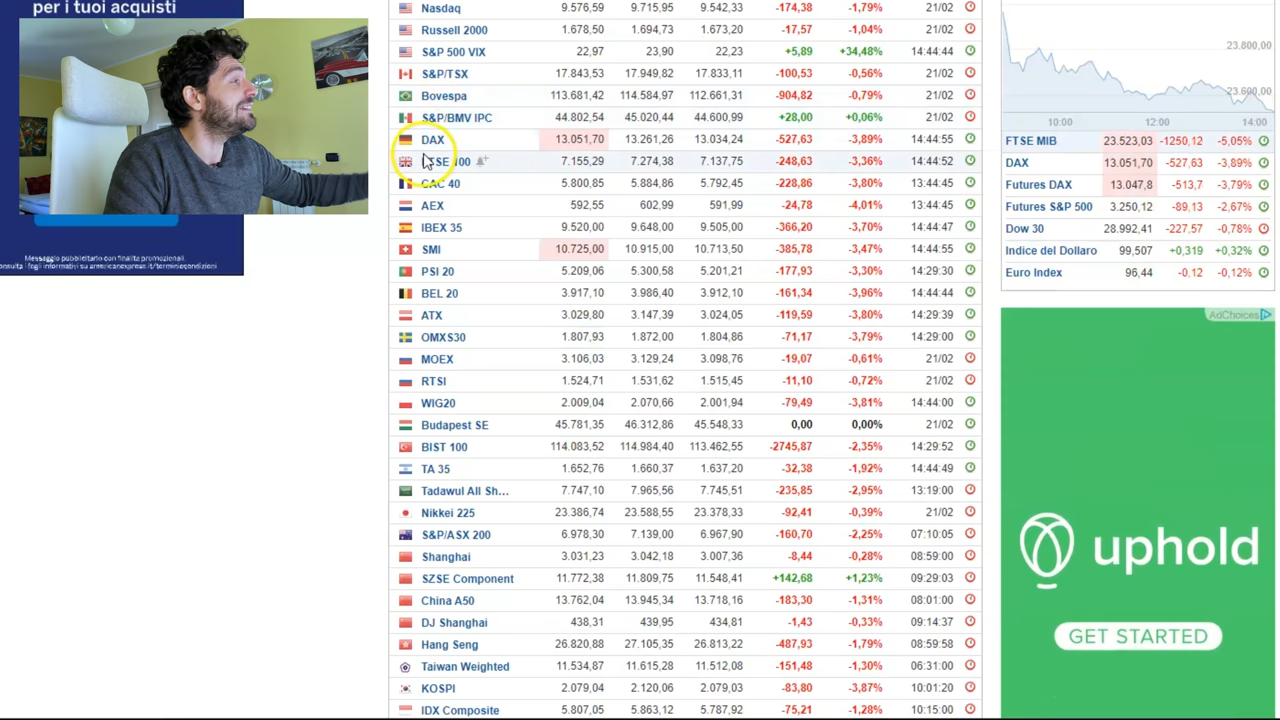 per i tuoi acquisti
Messaggio pubblicitario con finalità promozionali.
consulta i fogli informativi su americanexpress.it/terminiecondizioni
Nasdaq 9.576,59 9.715,95 9.542,33 -174,38 -1,79% 21/02
Russell 2000 1.678,50 1.694,73 1.673,20 -17,57 -1,04% 21/02
S&P 500 VIX 22,97 23,90 22,23 +5,89 +34,48% 14:44:44
S&P/TSX 17.843,53 17.949,82 17.833,11 -100,53 -0,56% 21/02
Bovespa 113.681,42 114.584,97 112.661,31 -904,82 -0,79% 21/02
S&P/BMV IPC 44.802,54 45.020,44 44.600,99 +28,00 +0,06% 21/02
DAX 13.051,70 13.261,26 13.034,24 -527,63 -3,89% 14:44:55
100 7.155,29 7.274,38 7.137,75 -248,63 -3,36% 14:44:52
CAC 40 5.800,85 5.884,86 5.792,45 -228,86 -3,80% 13:44:45
AEX 592,55 602,99 591,99 -24,78 -4,01% 13:44:45
IBEX 35 9.520,00 9.648,00 9.508,00 -366,20 -3,70% 14:44:47
SMI 10.725,00 10.915,00 10.713,50 -385,78 -3,47% 14:44:55
PSI 20 5.209,06 5.300,58 5.201,21 -177,93 -3,30% 14:29:30
BEL 20 3.917,10 3.986,40 3.912,10 -161,34 -3,96% 14:44:44
ATX 3.029,80 3.147,39 3.024,05 -119,59 -3,80% 14:29:39
OMXS30 1.807,93 1.872,00 1.804,86 -71,17 -3,79% 14:29:00
MOEX 3.106,03 3.129,24 3.098,76 -19,07 -0,61% 21/02
RTSI 1.524,71 1.531,62 1.515,45 -11,10 -0,72% 21/02
WIG20 2.009,04 2.070,66 2.001,94 -79,49 -3,81% 14:44:00
Budapest SE 45.781,35 46.312,86 45.548,33 0,00 0,00% 21/02
BIST 100 114.083,52 114.984,40 113.462,55 -2745,87 -2,35% 14:29:52
TA 35 1.652,76 1.660,37 1.637,20 -32,38 -1,92% 14:44:49
Tadawul All Sh... 7.747,10 7.965,56 7.745,51 -235,85 -2,95% 13:19:00
Nikkei 225 23.386,74 23.588,55 23.378,33 -92,41 -0,39% 21/02
S&P/ASX 200 6.978,30 7.139,00 6.967,90 -160,70 -2,25% 07:10:05
Shanghai 3.031,23 3.042,18 3.007,36 -8,44 -0,28% 08:59:00
SZSE Component 11.772,38 11.809,75 11.548,41 +142,68 +1,23% 09:29:03
China A50 13.762,04 13.945,34 13.718,16 -183,30 -1,31% 08:01:00
DJ Shanghai 438,31 439,95 434,81 -1,43 -0,33% 09:14:37
Hang Seng 26.820,88 27.105,35 26.813,22 -487,93 -1,79% 08:59:58
Taiwan Weighted 11.534,87 11.615,28 11.512,08 -151,48 -1,30% 06:31:00
KOSPI 2.079,04 2.120,06 2.079,03 -83,80 -3,87% 10:01:20
IDX Composite 5.807,05 5.863,12 5.787,92 -75,21 -1,28% 10:15:00
23.800,00
23.600,00
10:00 12:00 14:00
FTSE MIB 23.523,03 -1250,12 -5,05%
DAX 13.051,70 -527,63 -3,89%
Futures DAX 13.047,8 -513,7 -3,79%
Futures S&P 500 3.250,12 -89,13 -2,67%
Dow 30 28.992,41 -227,57 -0,78%
Indice del Dollaro 99,507 +0,319 +0,32%
Euro Index 96,44 -0,12 -0,12%
AdChoices
uphold
GET STARTED